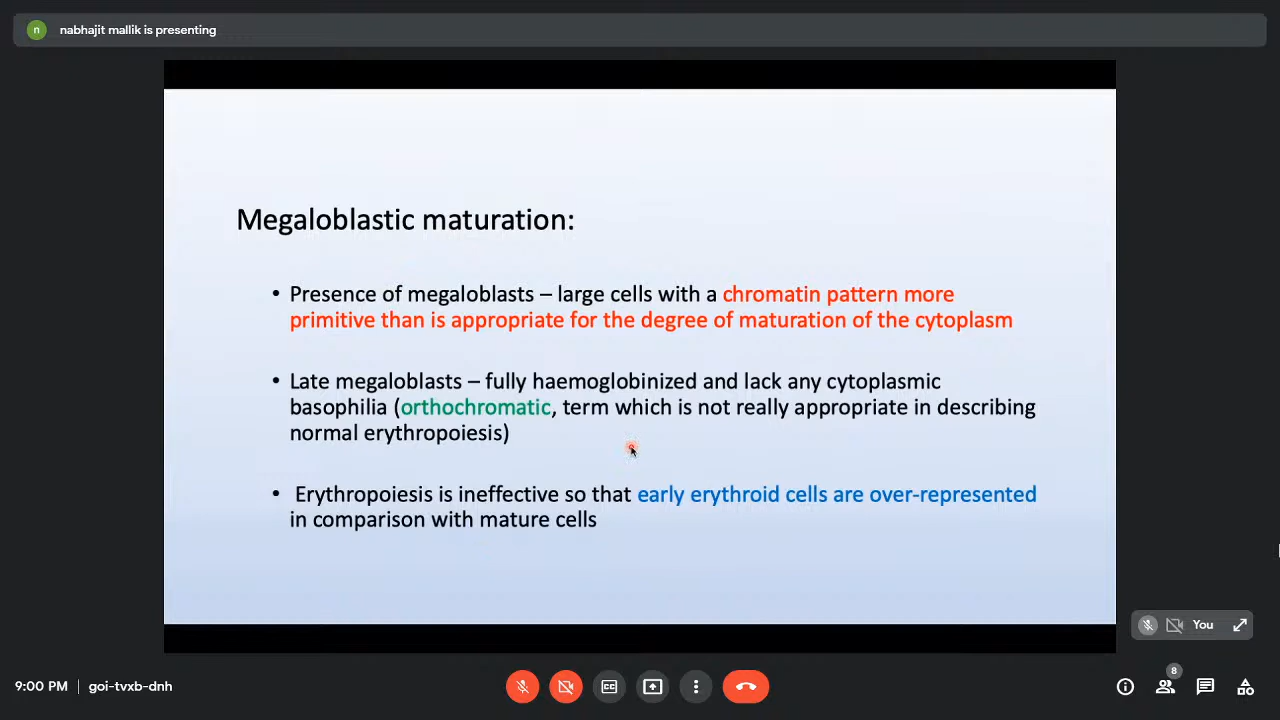 n nabhajit mallik is presenting
Megaloblastic maturation:
• Presence of megaloblasts – large cells with a chromatin pattern more
primitive than is appropriate for the degree of maturation of the cytoplasm
• Late megaloblasts – fully haemoglobinized and lack any cytoplasmic
basophilia (orthochromatic, term which is not really appropriate in describing
normal erythropoiesis)
• Erythropoiesis is ineffective so that early erythroid cells are over-represented
in comparison with mature cells
You
9:00 PM | goi-tvxb-dnh
CC
8